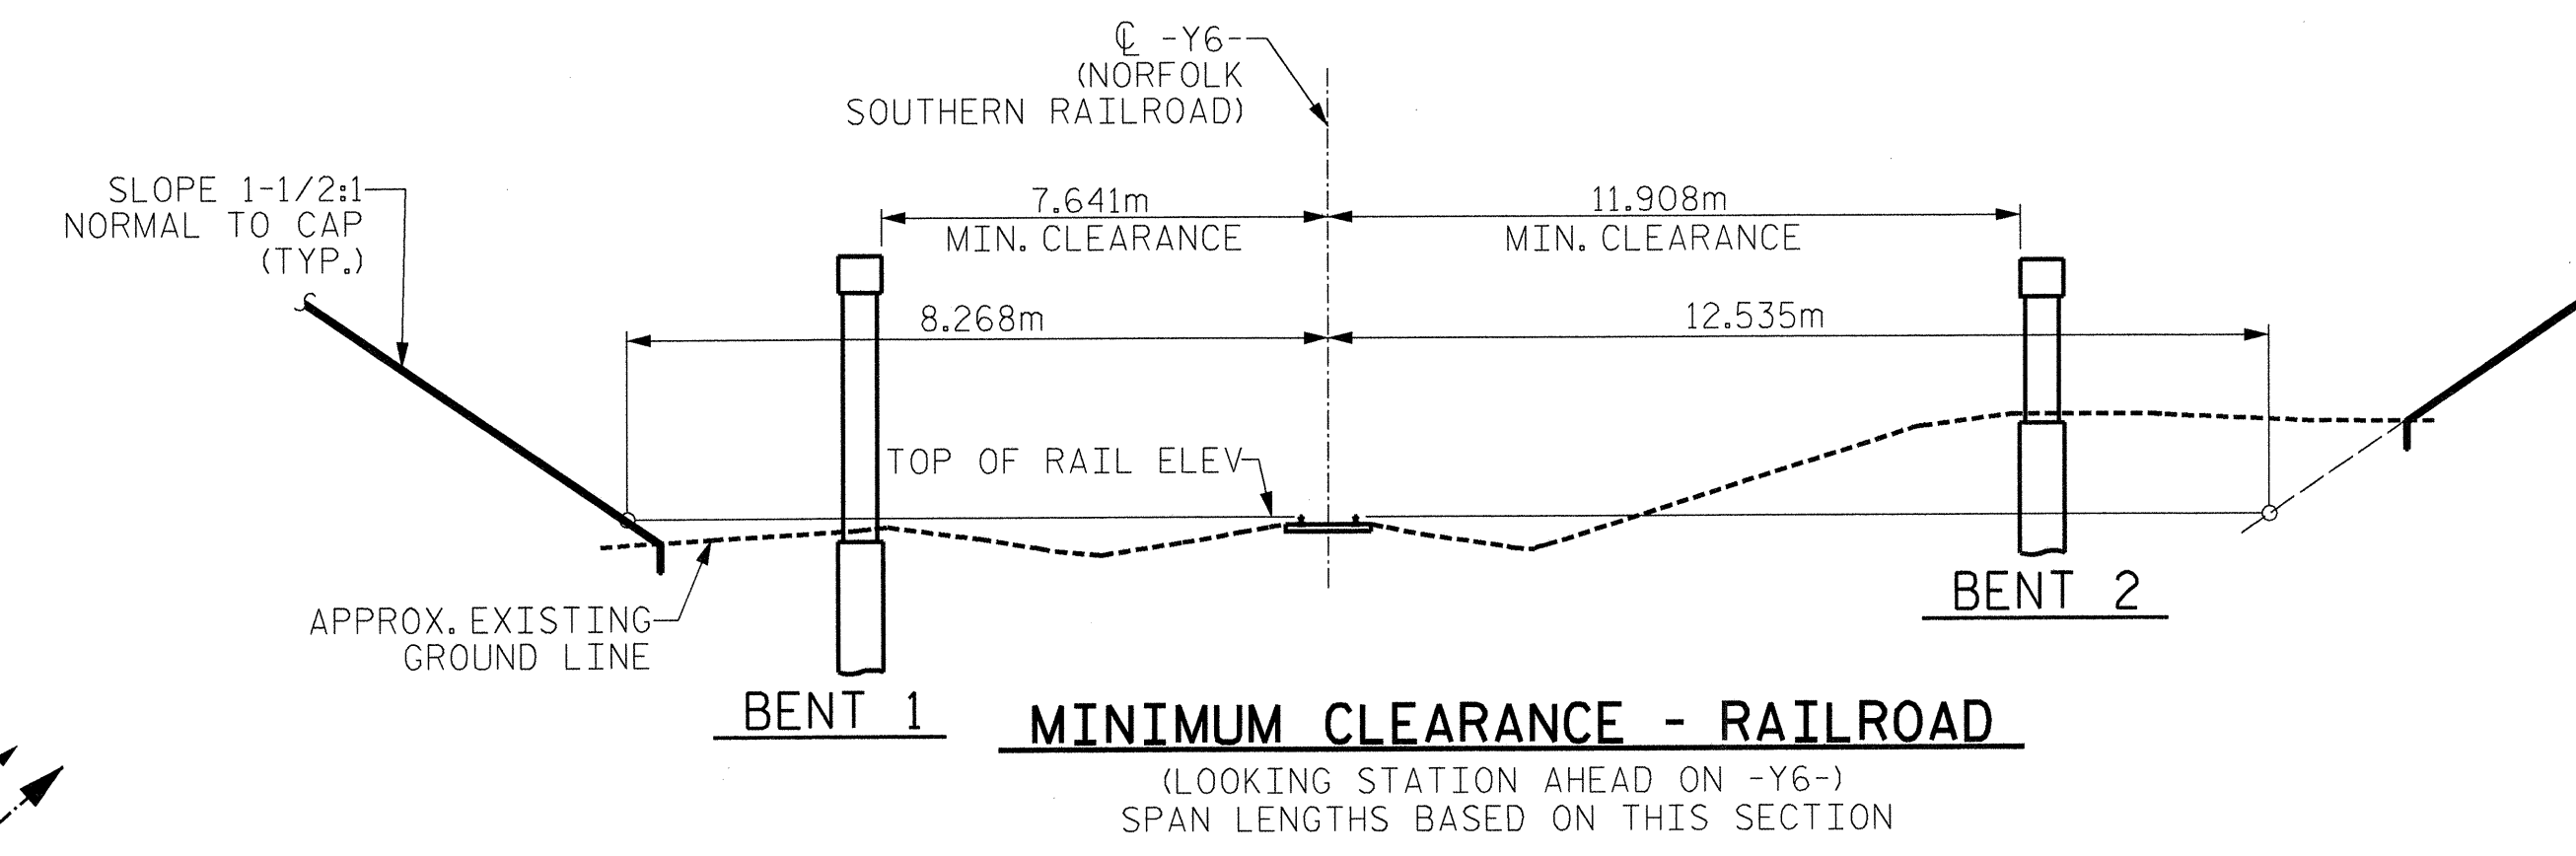 ℄ -Y6-
(NORFOLK
SOUTHERN RAILROAD)
SLOPE 1-1/2:1
NORMAL TO CAP
(TYP.)
7.641m
MIN. CLEARANCE
11.908m
MIN. CLEARANCE
8.268m
12.535m
TOP OF RAIL ELEV
APPROX. EXISTING
GROUND LINE
BENT 2
BENT 1
MINIMUM CLEARANCE - RAILROAD
(LOOKING STATION AHEAD ON -Y6-)
SPAN LENGTHS BASED ON THIS SECTION